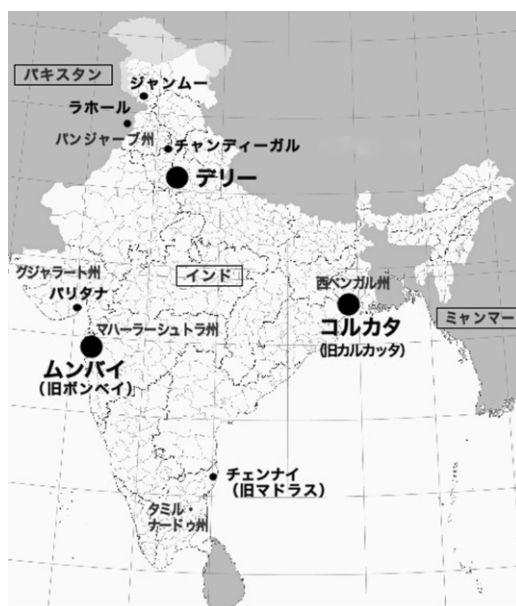 パキスタン
ジャンムー
ラホール
パンジャーブ州
チャンディーガル
デリー
グジャラート州
パリタナ
インド
西ベンガル州
コルカタ
(旧カルカッタ)
ミャンマー
マハーラーシュトラ州
ムンバイ
(旧ボンベイ)
チェンナイ
(旧マドラス)
タミル・
ナードゥ州